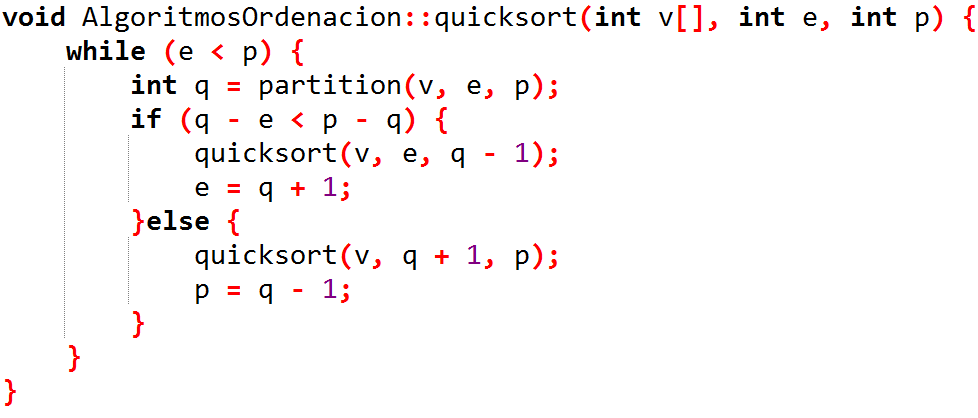 void AlgoritmosOrdenacion::quicksort(int v[], int e, int p) {
    while (e < p) {
        int q = partition(v, e, p);
        if (q - e < p - q) {
            quicksort(v, e, q - 1);
            e = q + 1;
        }else {
            quicksort(v, q + 1, p);
            p = q - 1;
        }
    }
}